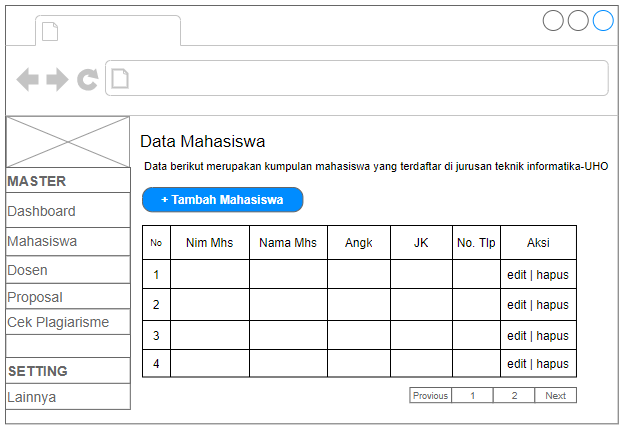 MASTER
Dashboard
Mahasiswa
Dosen
Proposal
Cek Plagiarisme
SETTING
Lainnya
Data Mahasiswa
Data berikut merupakan kumpulan mahasiswa yang terdaftar di jurusan teknik informatika-UHO
+ Tambah Mahasiswa
No Nim Mhs Nama Mhs Angk JK No. Tlp Aksi
1 edit | hapus
2 edit | hapus
3 edit | hapus
4 edit | hapus
Previous 1 2 Next